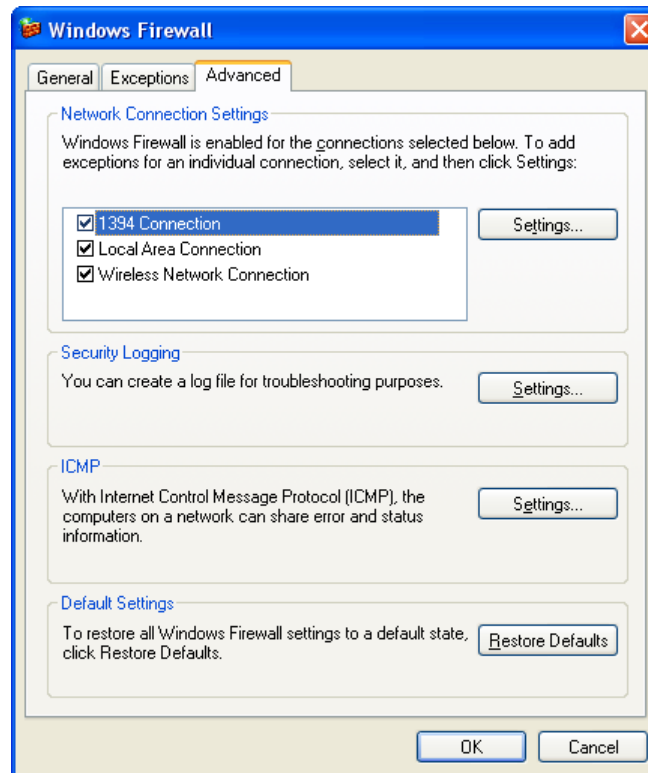 Windows Firewall
General Exceptions Advanced
Network Connection Settings
Windows Firewall is enabled for the connections selected below. To add
exceptions for an individual connection, select it, and then click Settings:
1394 Connection
Settings...
Local Area Connection
Wireless Network Connection
Security Logging
You can create a log file for troubleshooting purposes.
Settings...
ICMP
With Internet Control Message Protocol (ICMP), the
computers on a network can share error and status
information.
Settings...
Default Settings
To restore all Windows Firewall settings to a default state,
click Restore Defaults.
Restore Defaults
OK Cancel